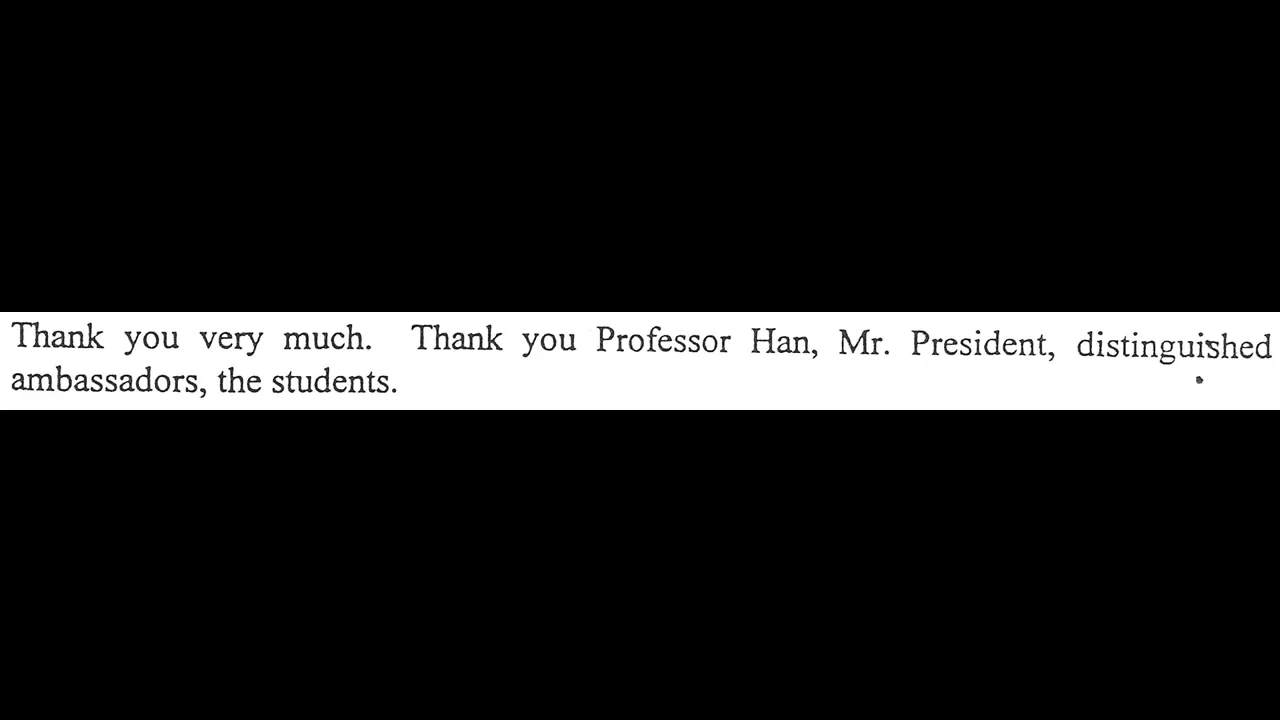 Thank you very much. Thank you Professor Han, Mr. President, distinguished
ambassadors, the students.